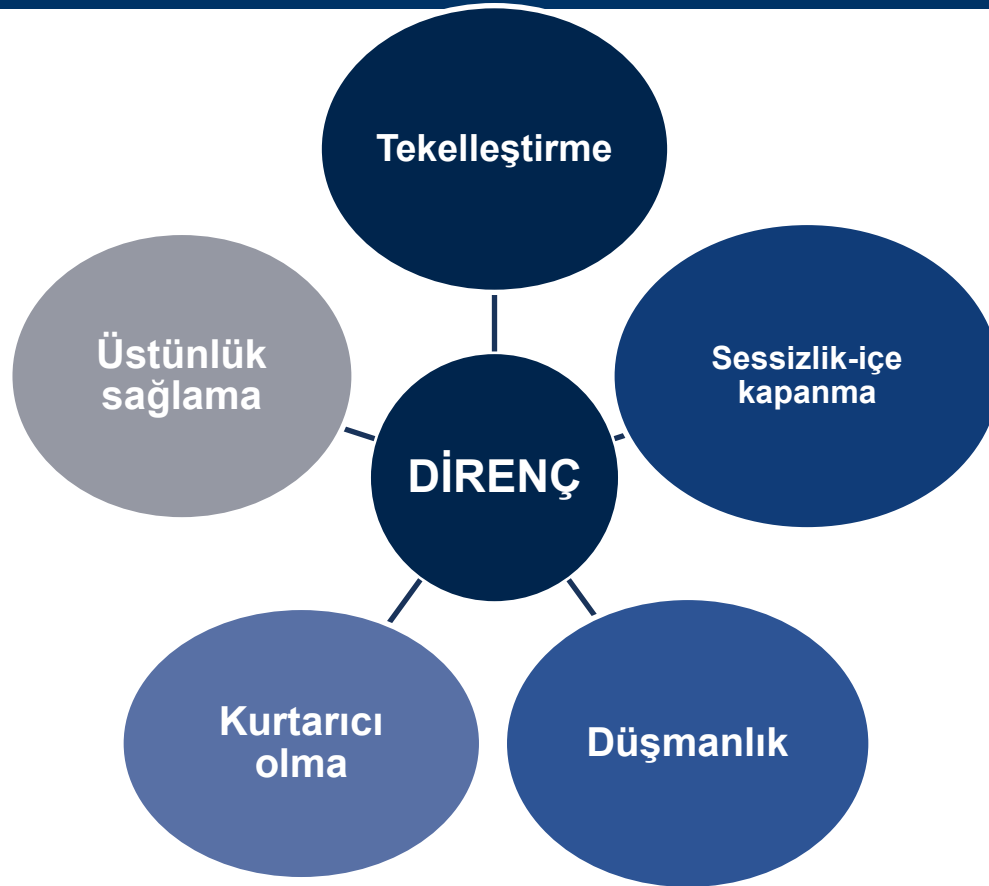 Tekelleştirme
Üstünlük
sağlama
Sessizlik-içe
kapanma
DİRENÇ
Kurtarıcı
olma
Düşmanlık